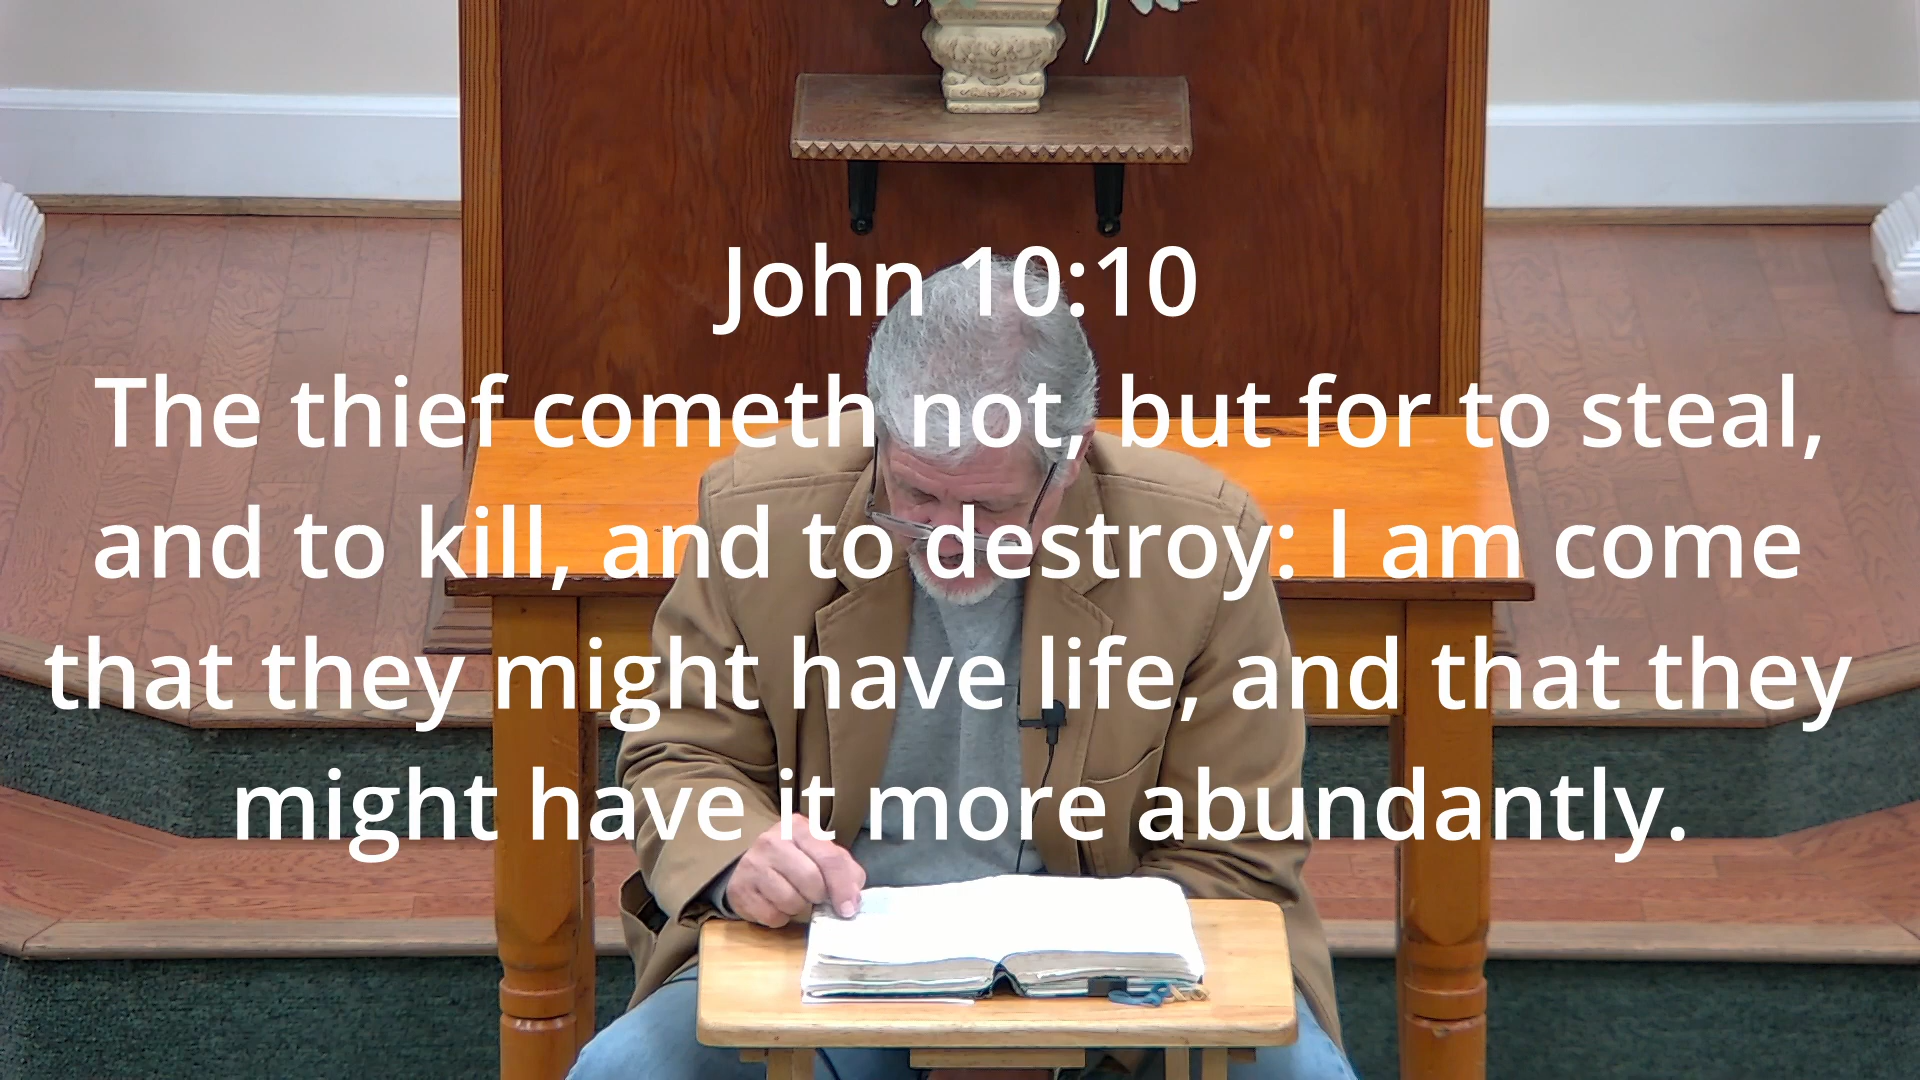 John 10:10
The thief cometh not, but for to steal,
and to kill, and to destroy: I am come
that they might have life, and that they
might have it more abundantly.